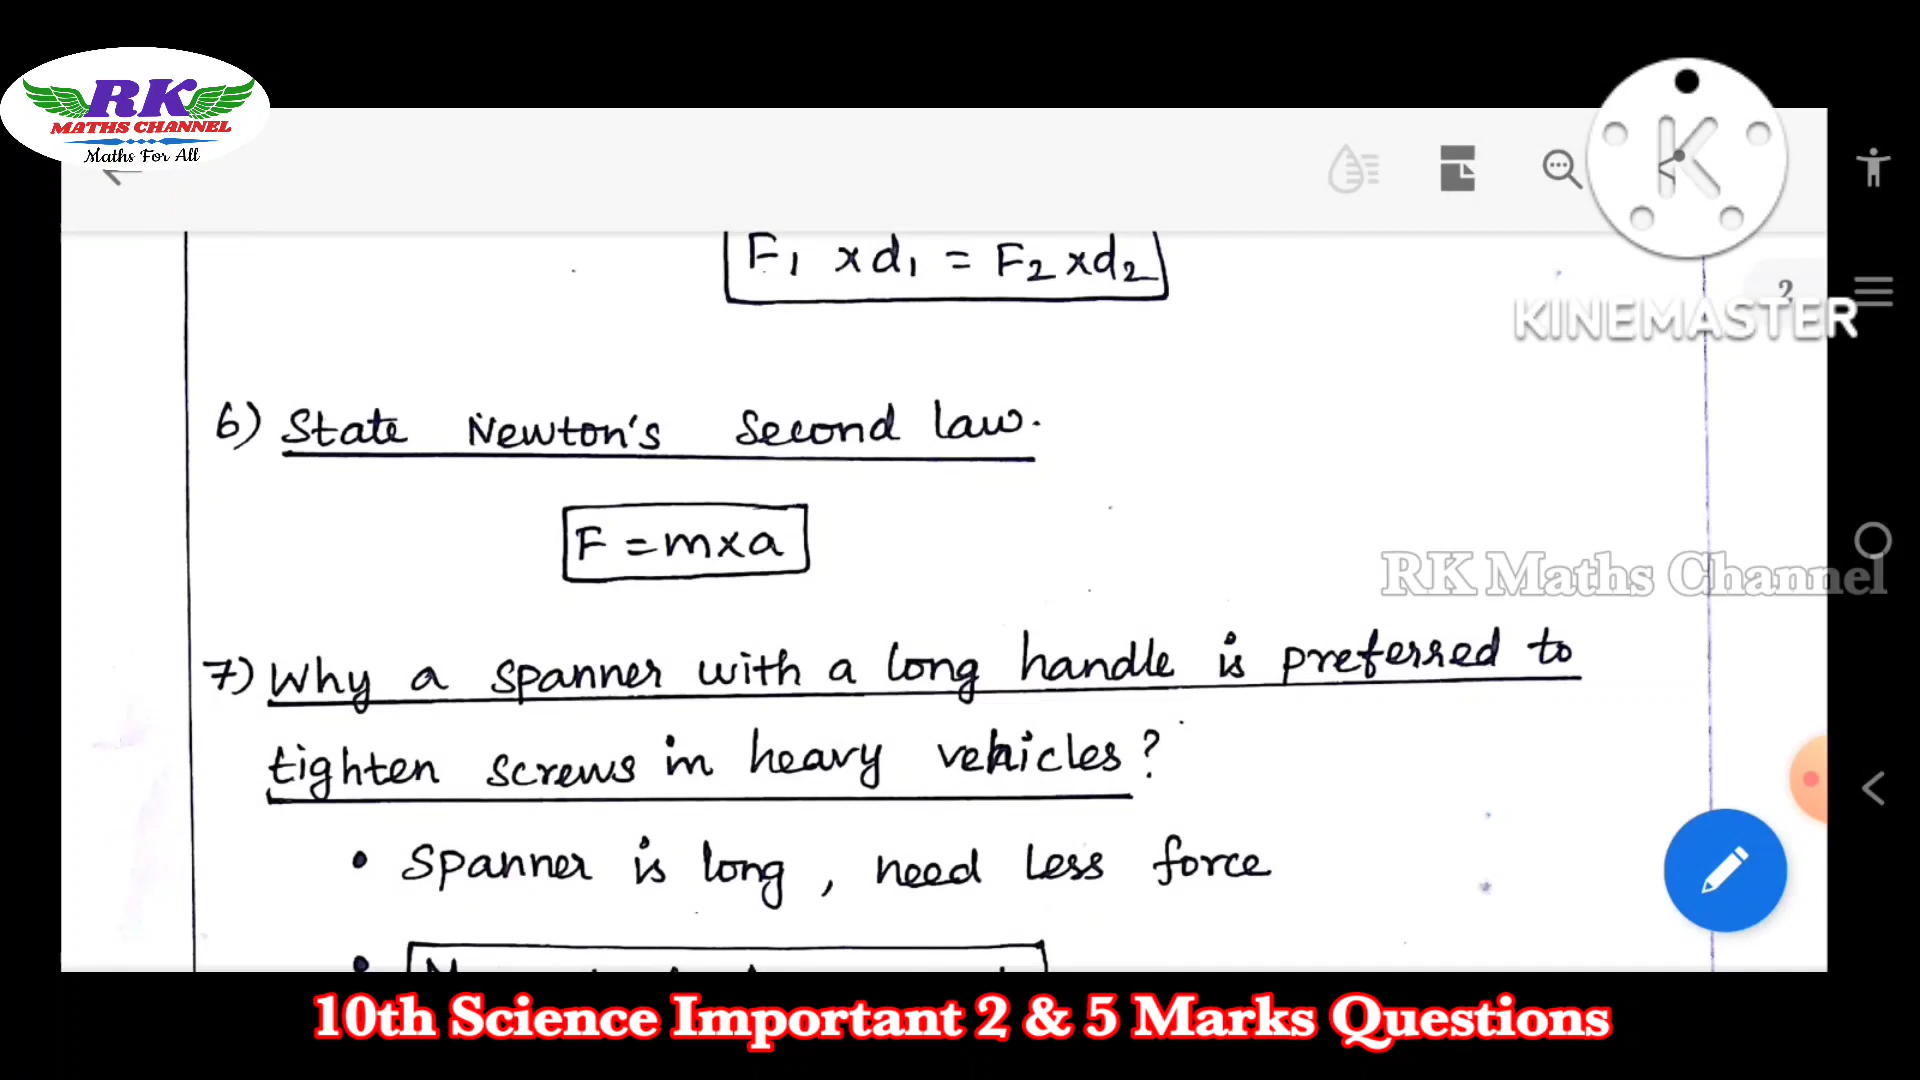 RK
MATHS CHANNEL
Maths For All
K
F1 x d1 = F2 x d2
2
KINEMASTER
6) State Newton's Second law.
F = m x a
RK Maths Channel
7) Why a spanner with a long handle is preferred to
tighten screws in heavy vehicles?
• Spanner is long, need less force
10th Science Important 2 & 5 Marks Questions